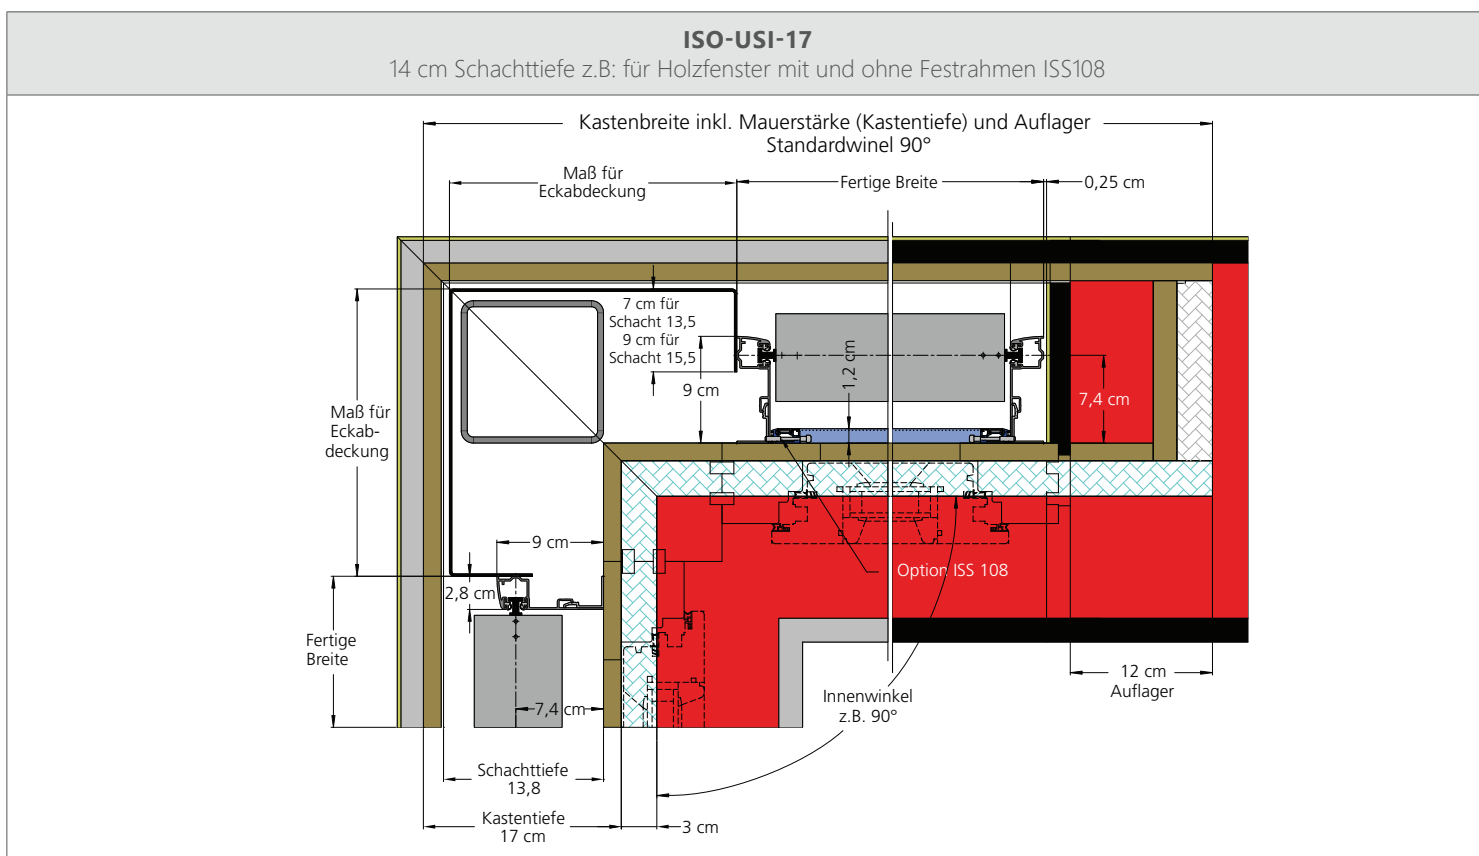 ISO-USI-17
14 cm Schachttiefe z.B: für Holzfenster mit und ohne Festrahmen ISS108
Kastenbreite inkl. Mauerstärke (Kastentiefe) und Auflager
Standardwinel 90°
Maß für
Eckabdeckung
Fertige Breite
0,25 cm
7 cm für
Schacht 13,5
9 cm für
Schacht 15,5
9 cm
1,2 cm
7,4 cm
Maß für
Eckab-
deckung
9 cm
2,8 cm
Option ISS 108
Fertige
Breite
7,4 cm
Innenwinkel
z.B. 90°
12 cm
Auflager
Schachttiefe
13,8
Kastentiefe
17 cm
3 cm